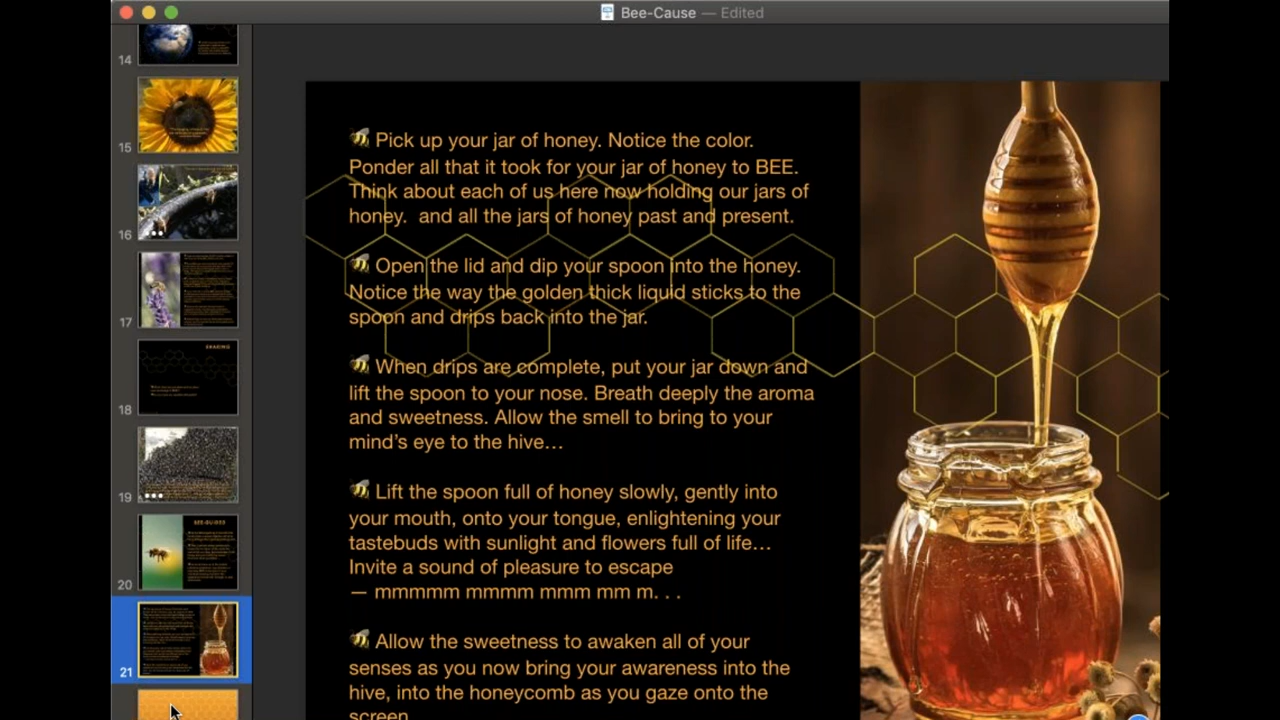 Bee-Cause — Edited
14
15
16
17
18
19
20
21
SHARING
BEE-GUIDED
Pick up your jar of honey. Notice the color.
Ponder all that it took for your jar of honey to BEE.
Think about each of us here now holding our jars of
honey.  and all the jars of honey past and present.
Open the lid and dip your spoon into the honey.
Notice the way the golden thick liquid sticks to the
spoon and drips back into the jar.
When drips are complete, put your jar down and
lift the spoon to your nose. Breath deeply the aroma
and sweetness. Allow the smell to bring to your
mind’s eye to the hive…
Lift the spoon full of honey slowly, gently into
your mouth, onto your tongue, enlightening your
tastebuds with sunlight and flowers full of life…
Invite a sound of pleasure to escape
— mmmmm mmmm mmm mm m. . .
Allow the sweetness to awaken all of your
senses as you now bring your awareness into the
hive, into the honeycomb as you gaze onto the
screen